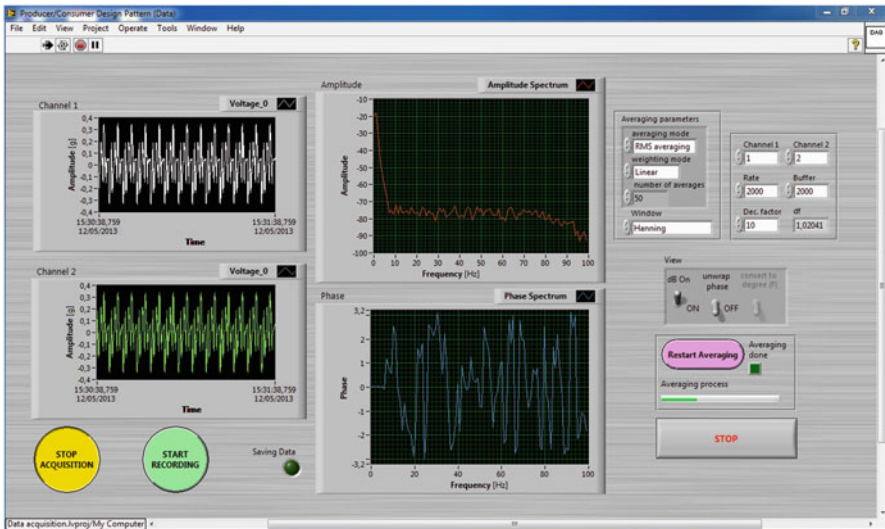 Producer/Consumer Design Pattern (Data)
File Edit View Project Operate Tools Window Help
DAQ
Channel 1
Voltage_0
Amplitude [g]
0,4
0,3
0,2
0,1
0
-0,1
-0,2
-0,3
-0,4
15:30:38,759
12/05/2013
15:31:38,759
12/05/2013
Time
Channel 2
Voltage_0
Amplitude [g]
0,4
0,3
0,2
0,1
0
-0,1
-0,2
-0,3
-0,4
15:30:38,759
12/05/2013
15:31:38,759
12/05/2013
Time
STOP
ACQUISITION
START
RECORDING
Saving Data
Amplitude
Amplitude Spectrum
Amplitude
-10
-20
-30
-40
-50
-60
-70
-80
-90
-100
0 10 20 30 40 50 60 70 80 90 100
Frequency [Hz]
Phase
Phase Spectrum
Phase
3,2
2
1
0
-1
-2
-3,2
0 20 40 60 80 100
Frequency [Hz]
Averaging parameters
averaging mode
RMS averaging
weighting mode
Linear
number of averages
50
Window
Hanning
Channel 1 Channel 2
1 2
Rate Buffer
2000 2000
Dec. factor df
10 1,02041
View
dB On
ON
unwrap
phase
OFF
convert to
degree (F)
Restart Averaging
Averaging
done
Averaging process
STOP
Data acquisition.lvproj/My Computer